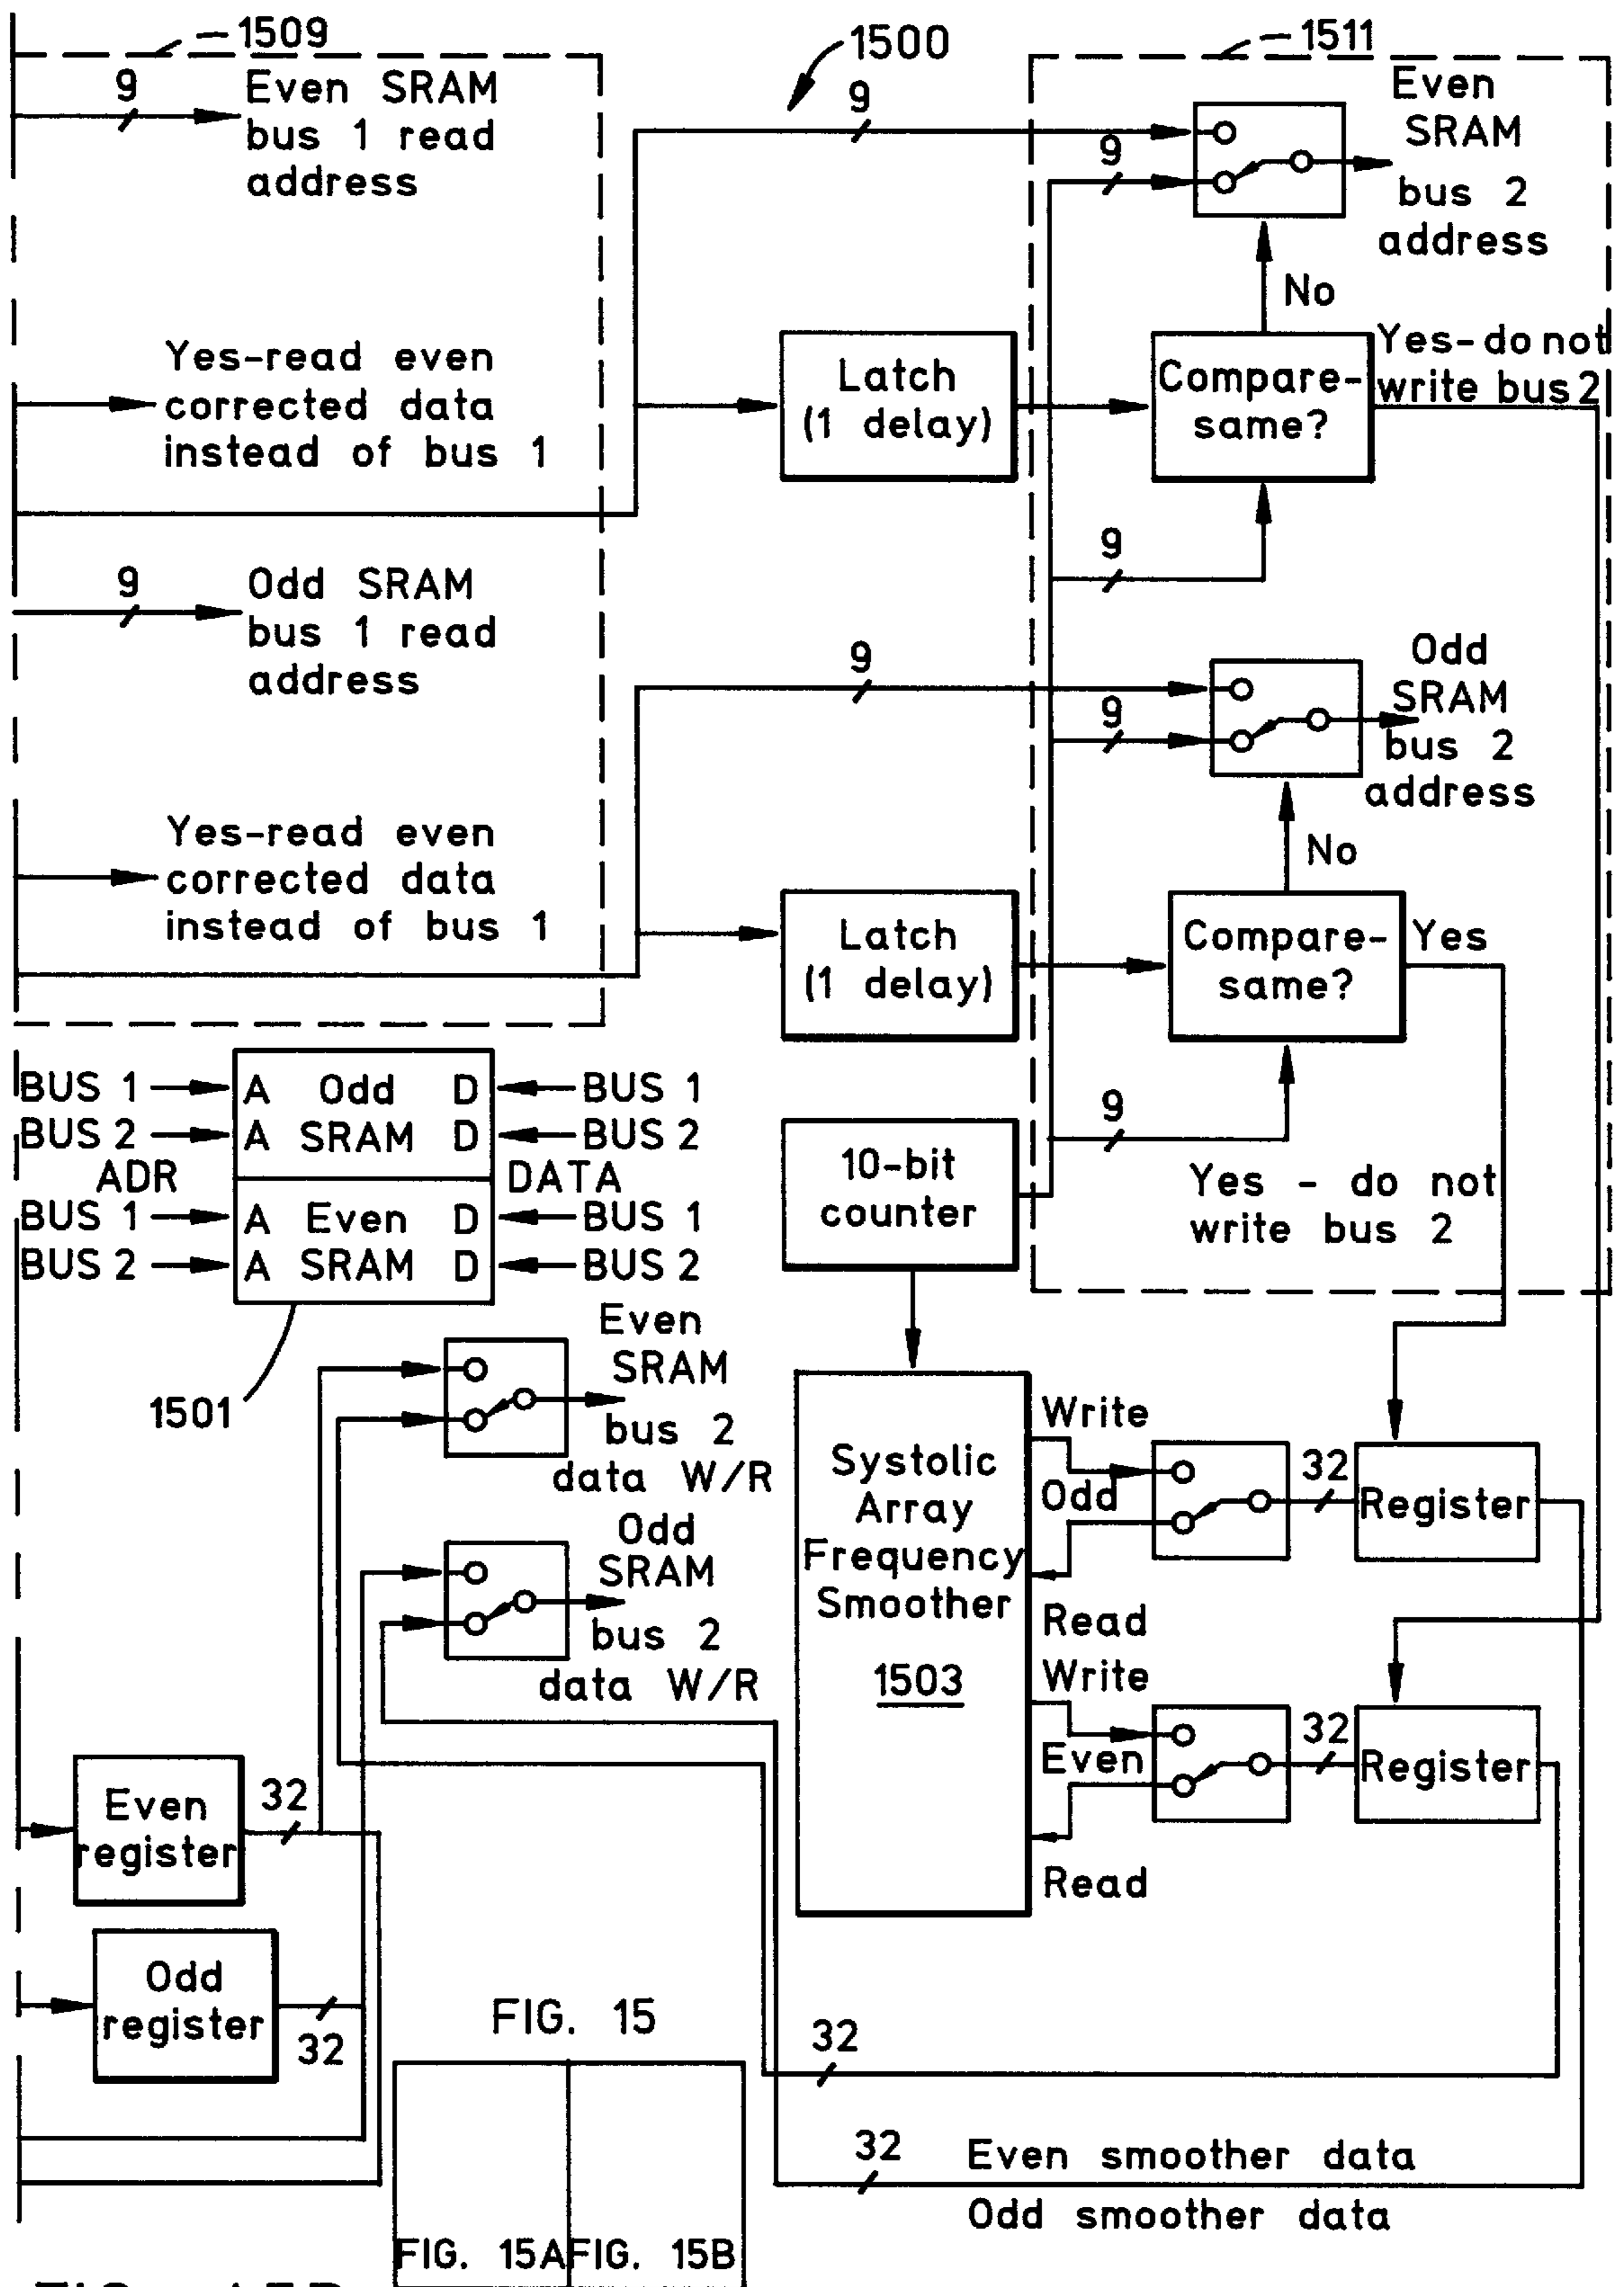 1509
1500
1511
9
Even SRAM
bus 1 read
address
9
9
Even
SRAM
bus 2
address
No
Yes-read even
corrected data
instead of bus 1
Latch
(1 delay)
Compare-
same?
Yes-do not
write bus 2
9
9
Odd SRAM
bus 1 read
address
9
9
Odd
SRAM
bus 2
address
No
Yes-read even
corrected data
instead of bus 1
Latch
(1 delay)
Compare-
same?
Yes
9
Yes - do not
write bus 2
BUS 1 A Odd D BUS 1
BUS 2 A SRAM D BUS 2
ADR DATA
BUS 1 A Even D BUS 1
BUS 2 A SRAM D BUS 2
1501
10-bit
counter
Even
SRAM
bus 2
data W/R
Odd
SRAM
bus 2
data W/R
Systolic
Array
Frequency
Smoother
1503
Write
Odd
Read
32
Register
Write
Even
Read
32
Register
Even
register
32
Odd
register
32
32
32
Even smoother data
Odd smoother data
FIG. 15
FIG. 15A FIG. 15B